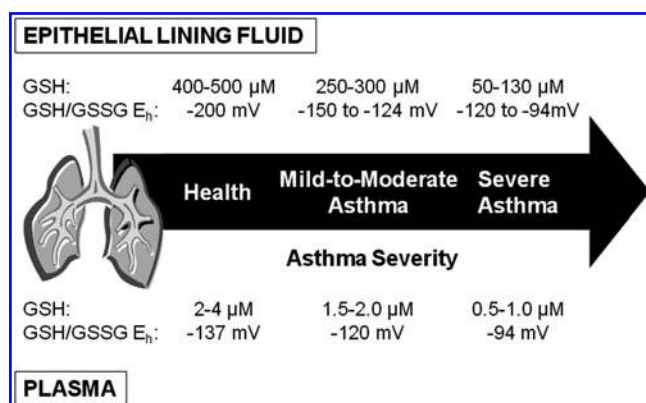 EPITHELIAL LINING FLUID
GSH: 400-500 µM 250-300 µM 50-130 µM
GSH/GSSG Eh: -200 mV -150 to -124 mV -120 to -94mV
Health Mild-to-Moderate Asthma Severe Asthma
Asthma Severity
GSH: 2-4 µM 1.5-2.0 µM 0.5-1.0 µM
GSH/GSSG Eh: -137 mV -120 mV -94 mV
PLASMA